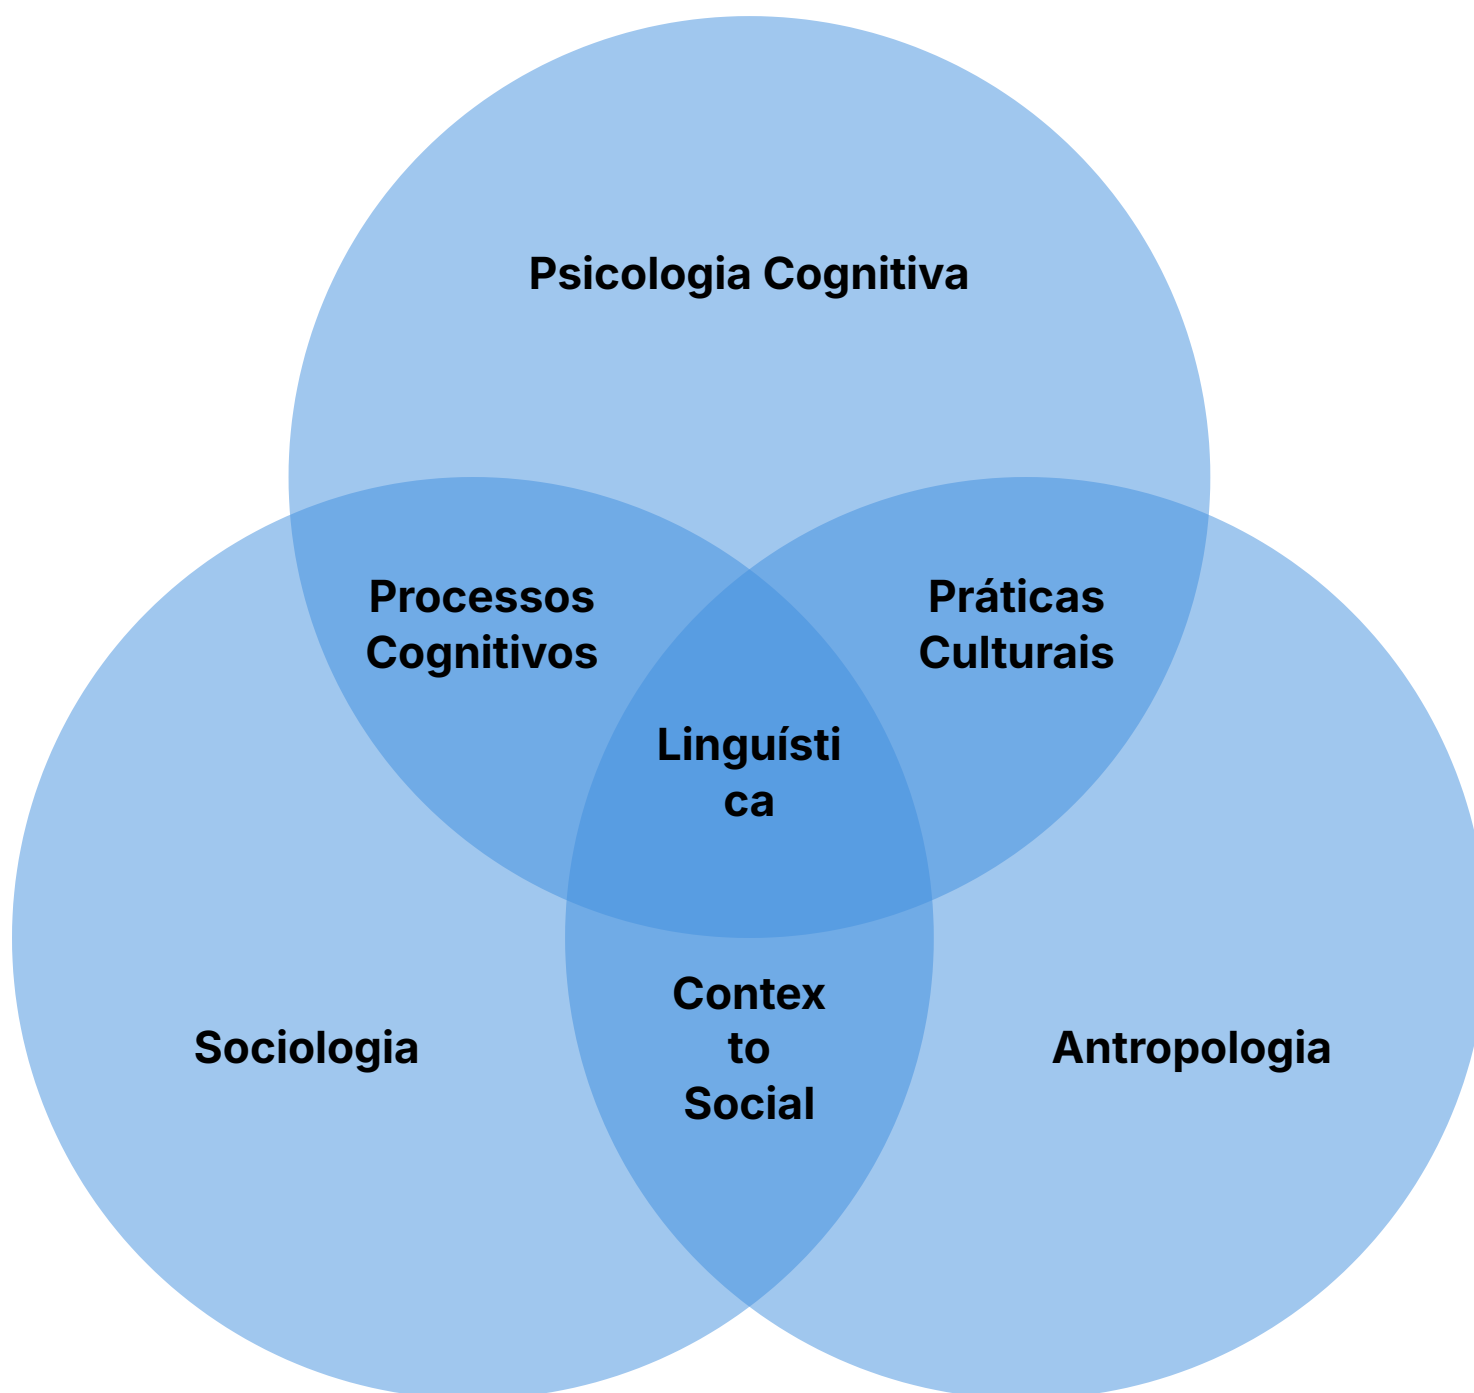 Psicologia Cognitiva
Processos
Cognitivos
Práticas
Culturais
Linguísti
ca
Sociologia
Contex
to
Social
Antropologia